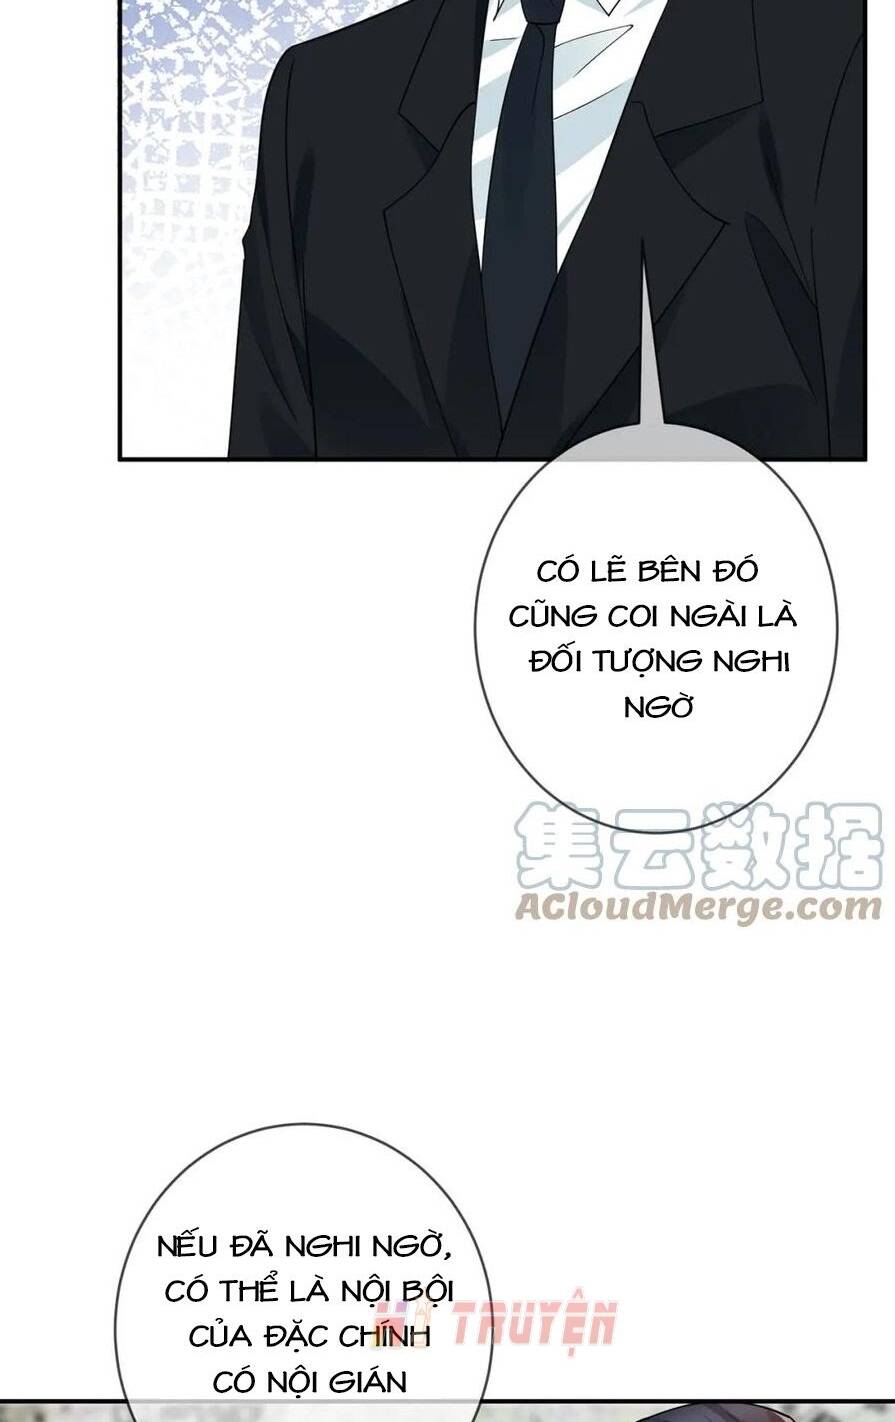 CÓ LẼ BÊN ĐÓ
CŨNG COI NGÀI LÀ
ĐỐI TƯỢNG NGHI
NGỜ
集云数据
ACloudMerge.com
NẾU ĐÃ NGHI NGỜ,
CÓ THỂ LÀ NỘI BỘI
HI TRUYỆN
CỦA ĐẶC CHÍNH
CÓ NỘI GIÁN